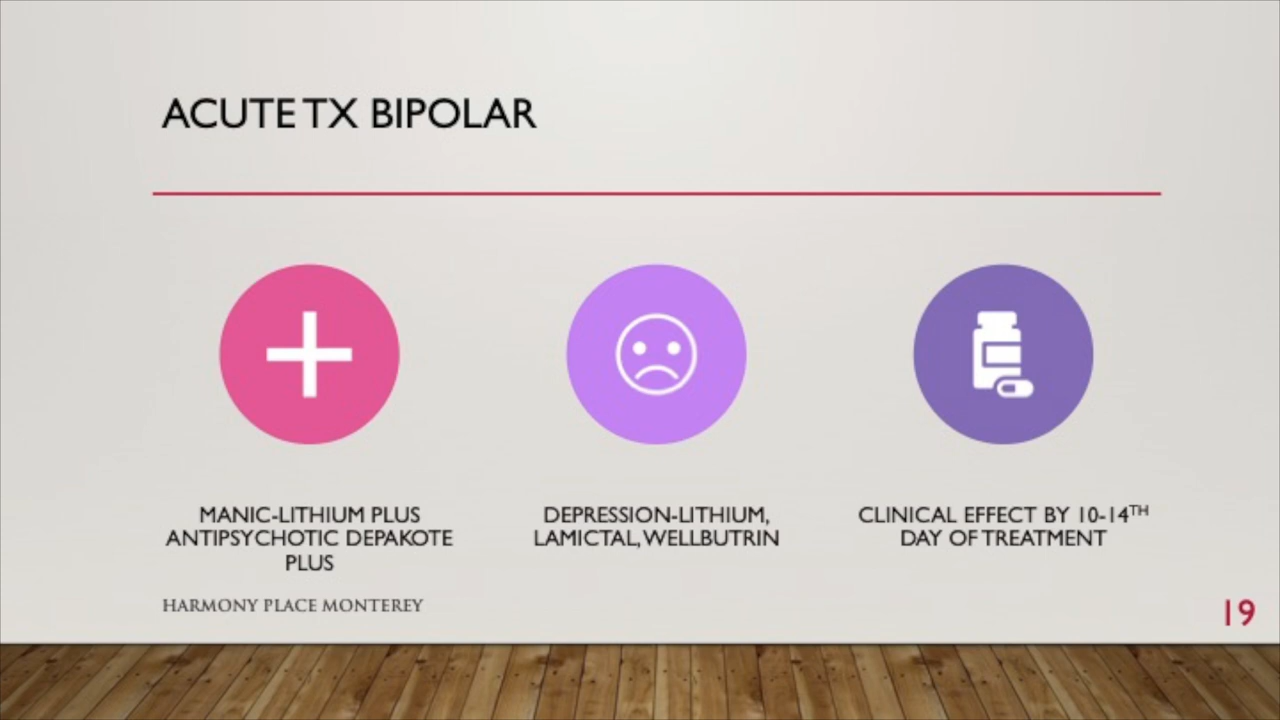 ACUTE TX BIPOLAR
MANIC-LITHIUM PLUS
ANTIPSYCHOTIC DEPAKOTE
PLUS
DEPRESSION-LITHIUM,
LAMICTAL, WELLBUTRIN
CLINICAL EFFECT BY 10-14TH
DAY OF TREATMENT
HARMONY PLACE MONTEREY
19